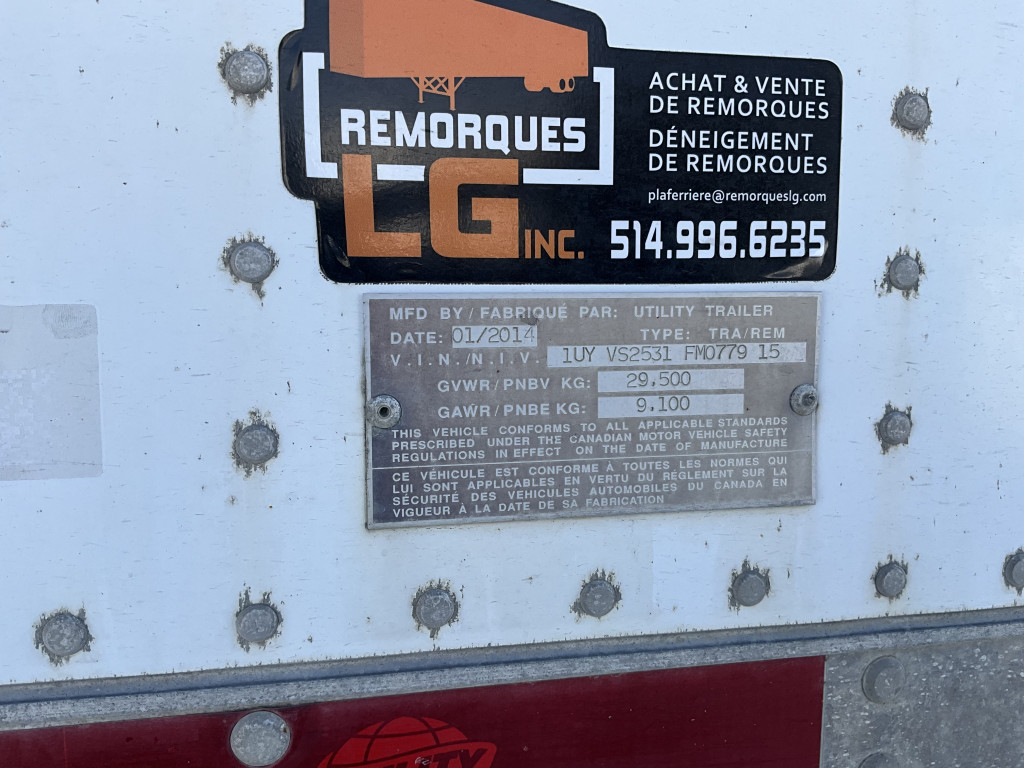 REMORQUES
LG INC.
ACHAT & VENTE
DE REMORQUES
DÉNEIGEMENT
DE REMORQUES
plaferriere@remorqueslg.com
514.996.6235
MFD BY / FABRIQUÉ PAR: UTILITY TRAILER
DATE: 01/2014 TYPE: TRA/REM
V.I.N./N.I.V. 1UY VS2531 FM0779 15
GVWR/PNBV KG: 29,500
GAWR/PNBE KG: 9,100
THIS VEHICLE CONFORMS TO ALL APPLICABLE STANDARDS
PRESCRIBED UNDER THE CANADIAN MOTOR VEHICLE SAFETY
REGULATIONS IN EFFECT ON THE DATE OF MANUFACTURE
CE VÉHICULE EST CONFORME À TOUTES LES NORMES QUI
LUI SONT APPLICABLES EN VERTU DU RÉGLEMENT SUR LA
SÉCURITÉ DES VEHICULES AUTOMOBILES DU CANADA EN
VIGUEUR À LA DATE DE SA FABRICATION